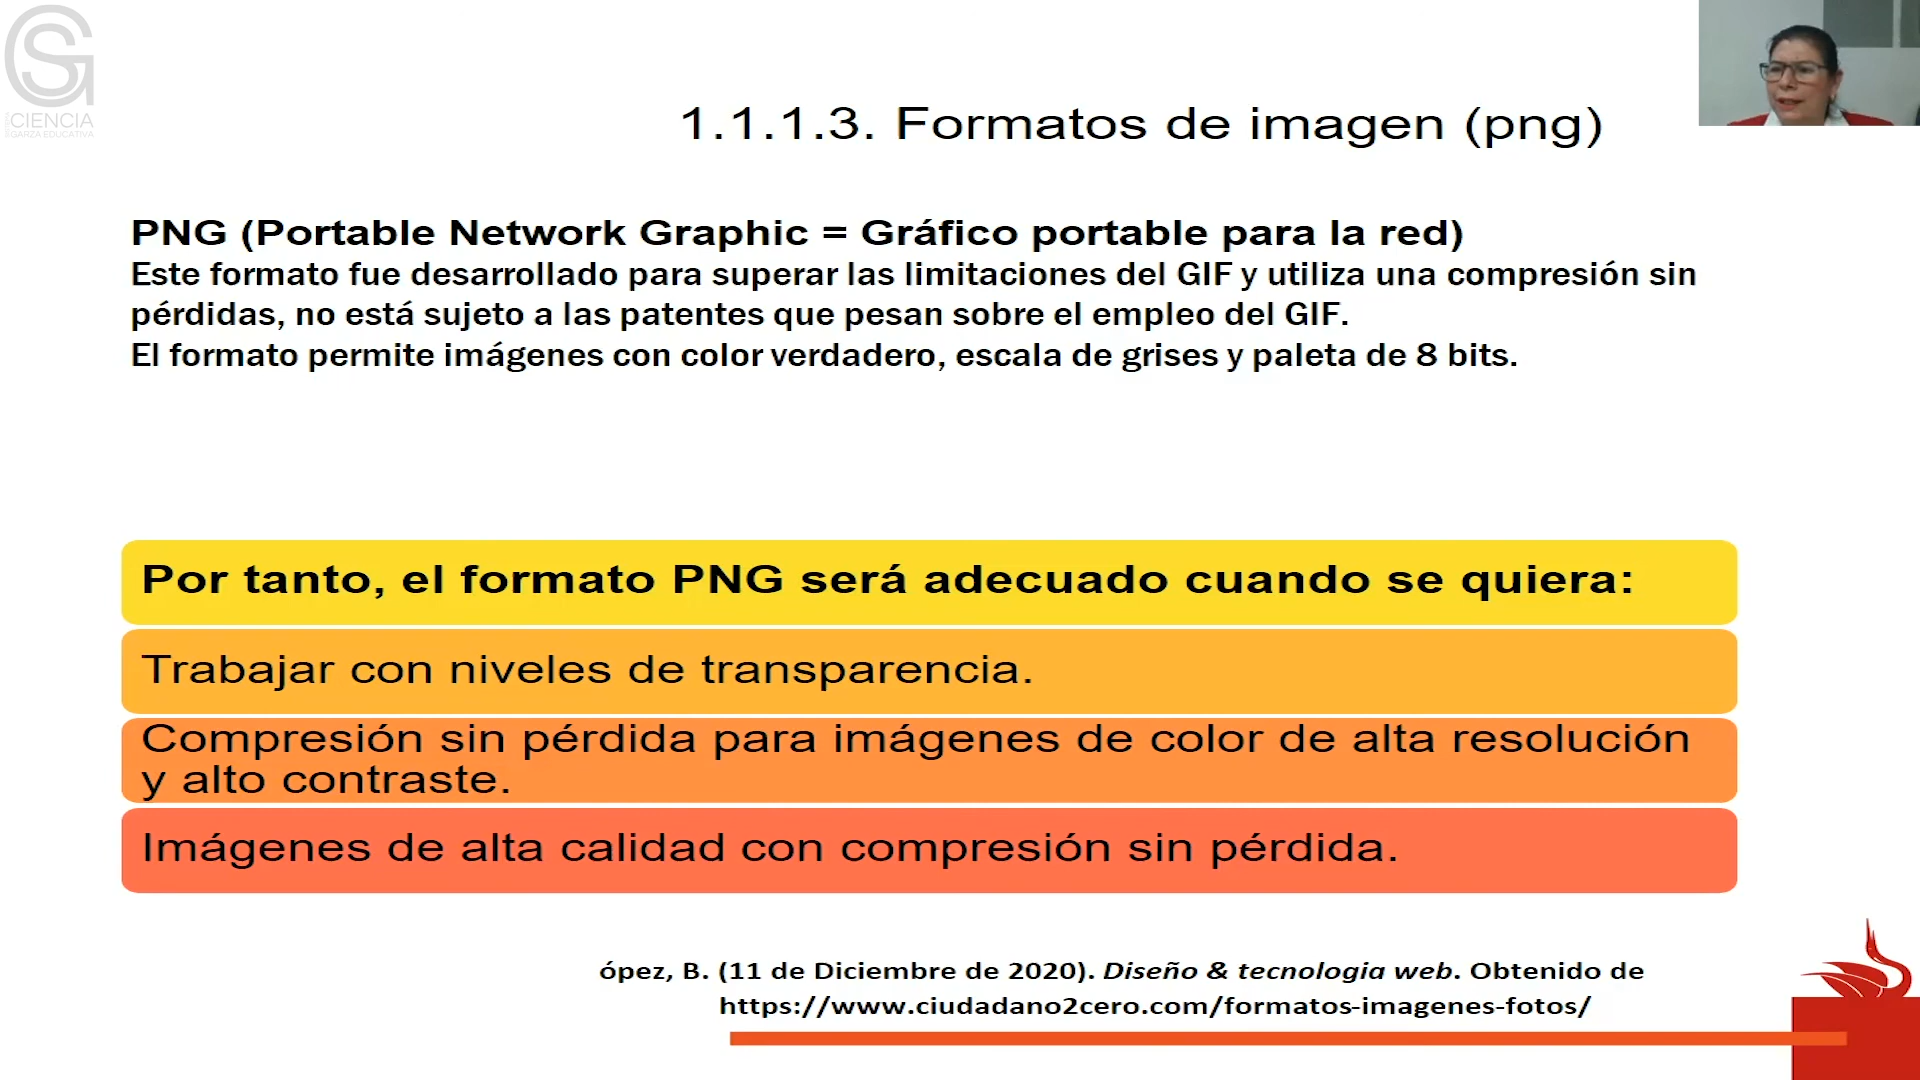 CIENCIA
GARZA EDUCATIVA
1.1.1.3. Formatos de imagen (png)
PNG (Portable Network Graphic = Gráfico portable para la red)
Este formato fue desarrollado para superar las limitaciones del GIF y utiliza una compresión sin
pérdidas, no está sujeto a las patentes que pesan sobre el empleo del GIF.
El formato permite imágenes con color verdadero, escala de grises y paleta de 8 bits.
Por tanto, el formato PNG será adecuado cuando se quiera:
Trabajar con niveles de transparencia.
Compresión sin pérdida para imágenes de color de alta resolución
y alto contraste.
Imágenes de alta calidad con compresión sin pérdida.
ópez, B. (11 de Diciembre de 2020). Diseño & tecnologia web. Obtenido de
https://www.ciudadano2cero.com/formatos-imagenes-fotos/